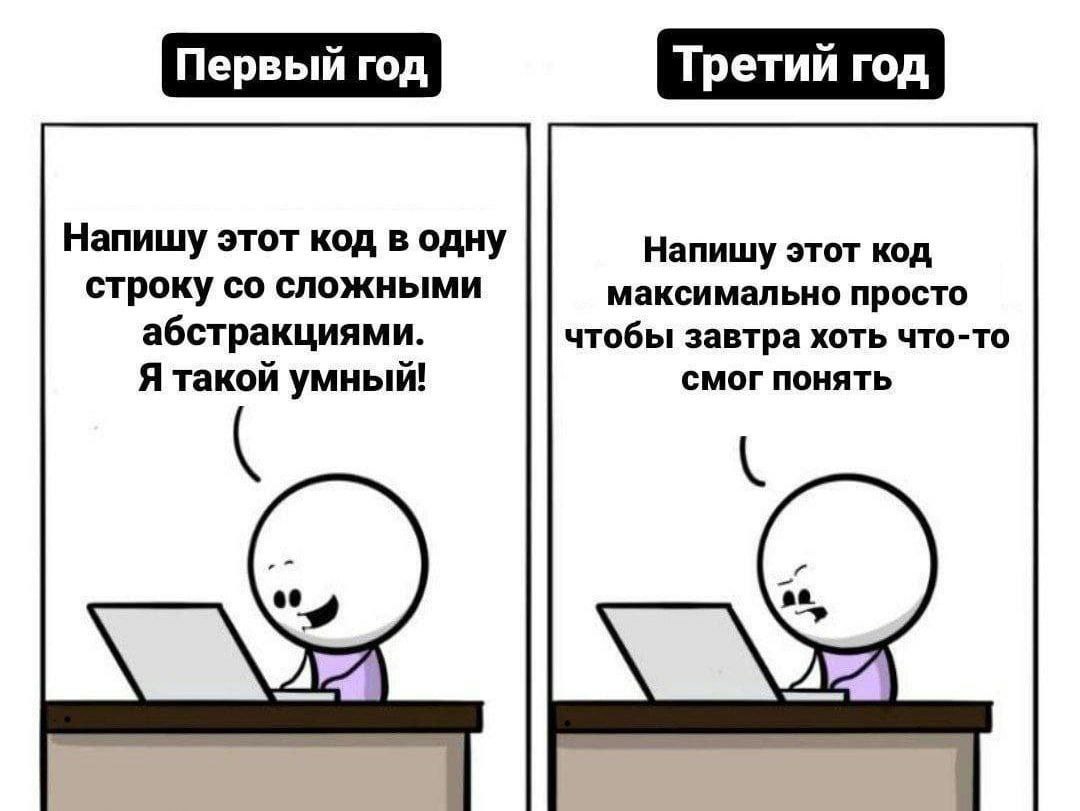 Первый год
Третий год
Напишу этот код в одну
строку со сложными
абстракциями.
Я такой умный!
Напишу этот код
максимально просто
чтобы завтра хоть что-то
смог понять